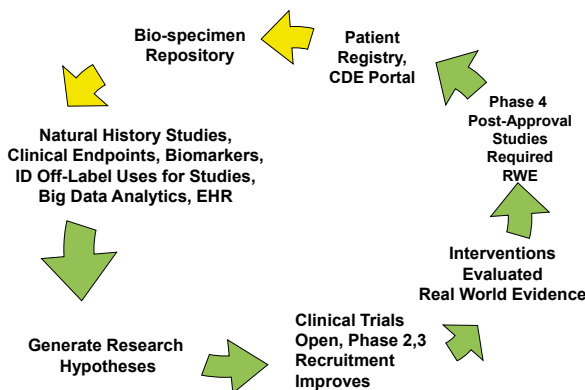 Bio-specimen
Repository
Patient
Registry,
CDE Portal
Phase 4
Post-Approval
Studies
Required
RWE
Natural History Studies,
Clinical Endpoints, Biomarkers,
ID Off-Label Uses for Studies,
Big Data Analytics, EHR
Interventions
Evaluated
Real World Evidence
Generate Research
Hypotheses
Clinical Trials
Open, Phase 2,3
Recruitment
Improves